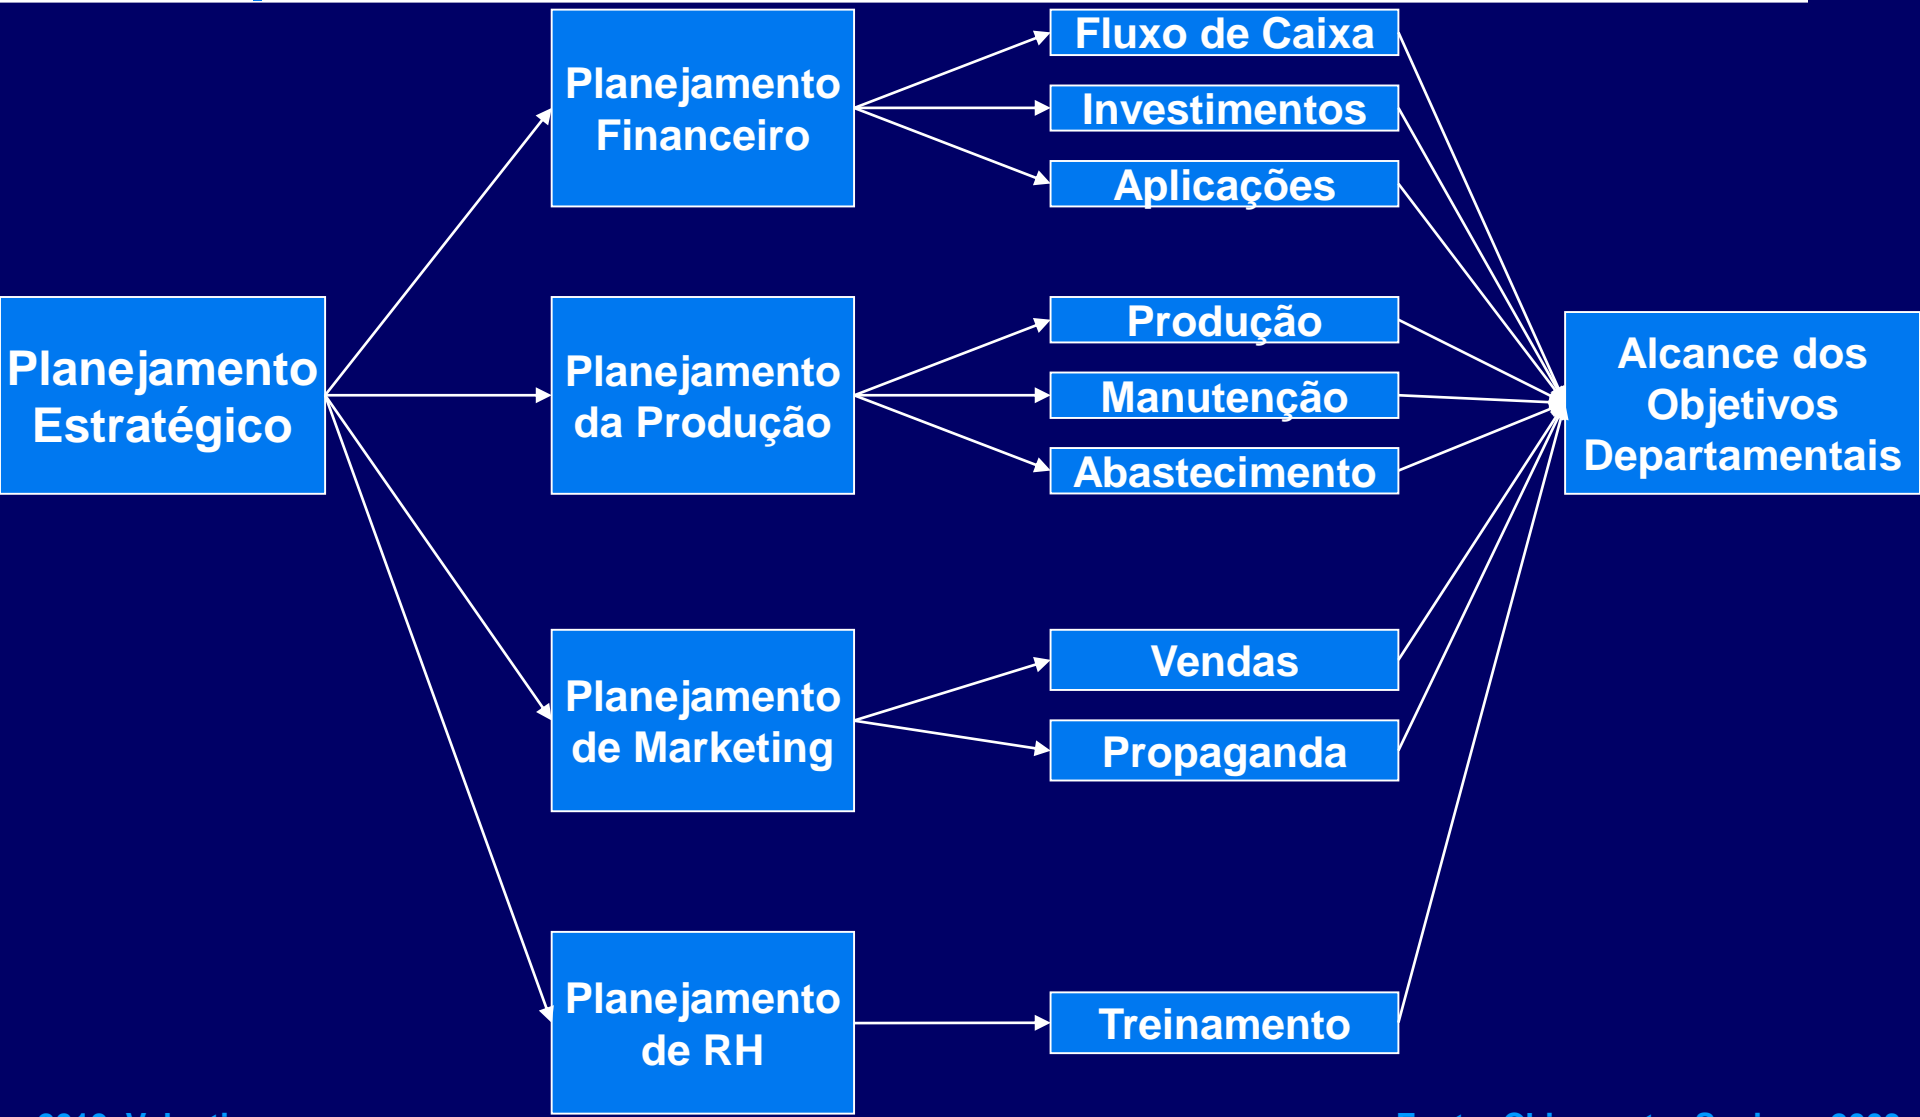 Planejamento
Estratégico
Planejamento
Financeiro
Fluxo de Caixa
Investimentos
Aplicações
Planejamento
da Produção
Produção
Manutenção
Abastecimento
Planejamento
de Marketing
Vendas
Propaganda
Planejamento
de RH
Treinamento
Alcance dos
Objetivos
Departamentais